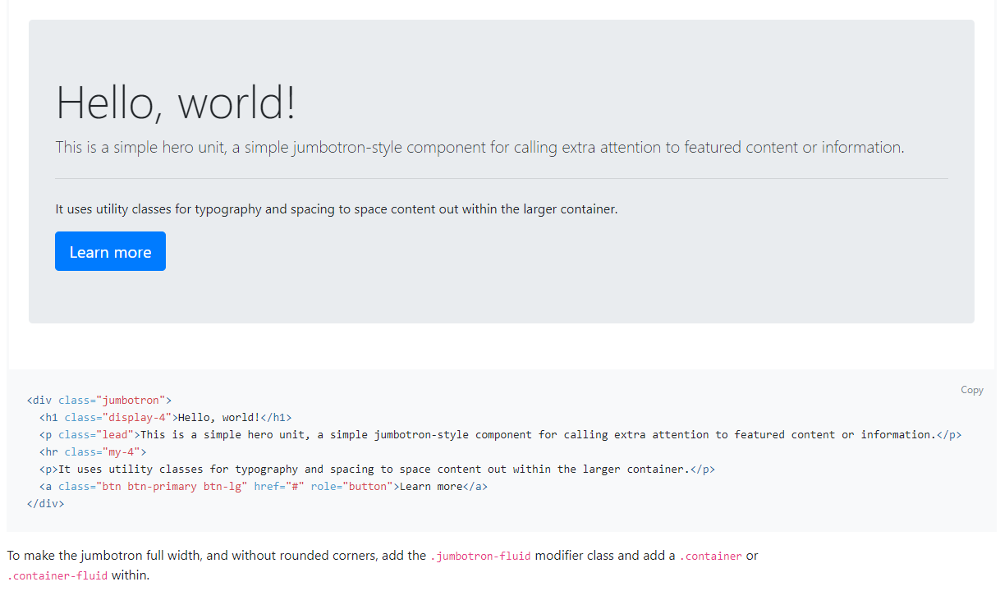 Hello, world!
This is a simple hero unit, a simple jumbotron-style component for calling extra attention to featured content or information.
It uses utility classes for typography and spacing to space content out within the larger container.
Learn more
Copy
<div class="jumbotron">
  <h1 class="display-4">Hello, world!</h1>
  <p class="lead">This is a simple hero unit, a simple jumbotron-style component for calling extra attention to featured content or information.</p>
  <hr class="my-4">
  <p>It uses utility classes for typography and spacing to space content out within the larger container.</p>
  <a class="btn btn-primary btn-lg" href="#" role="button">Learn more</a>
</div>
To make the jumbotron full width, and without rounded corners, add the .jumbotron-fluid modifier class and add a .container or
.container-fluid within.